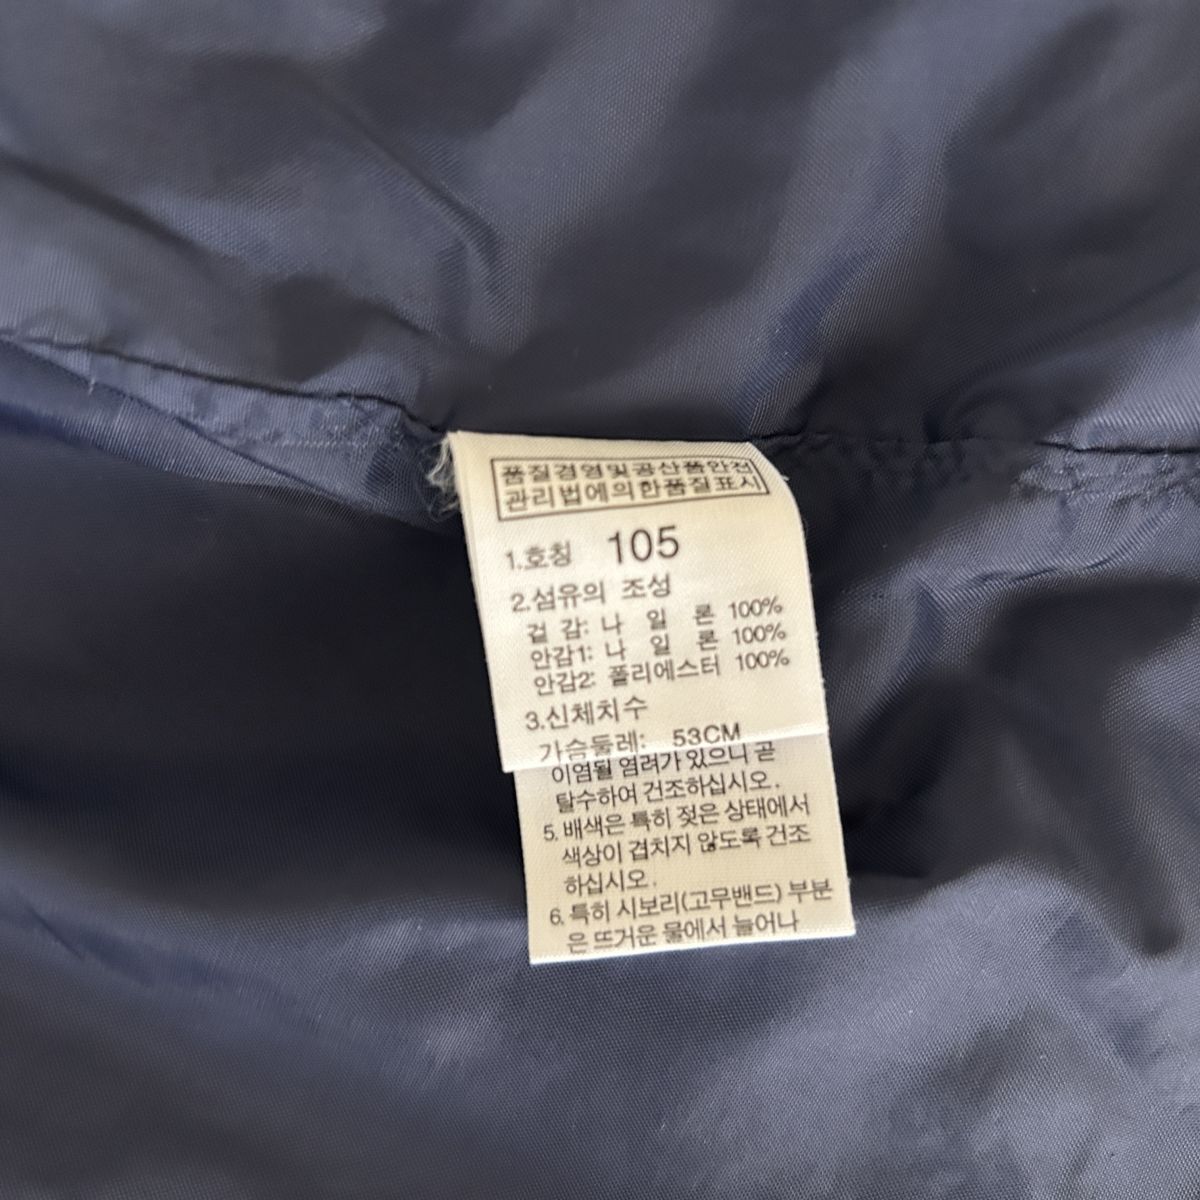 품질경영및공산품안전
관리법에의한품질표시
1.호칭 105
2.섬유의 조성
겉 감: 나 일 론 100%
안감1: 나 일 론 100%
안감2: 폴리에스터 100%
3.신체치수
가슴둘레: 53CM
이염될 염려가 있으니 곧
탈수하여 건조하십시오.
5. 배색은 특히 젖은 상태에서
색상이 겹치지 않도록 건조
하십시오.
6. 특히 시보리(고무밴드) 부분
은 뜨거운 물에서 늘어나